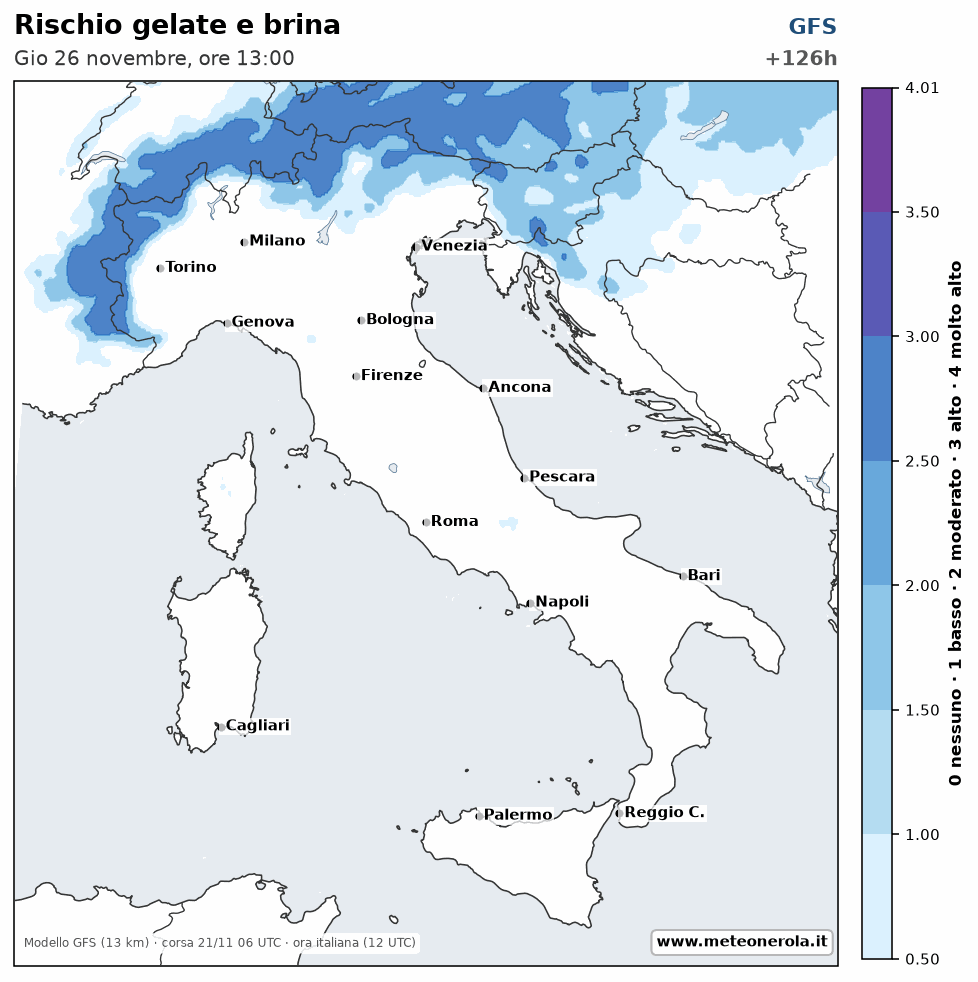 Rischio gelate e brina
GFS
Gio 26 novembre, ore 13:00
+126h
4.01
3.50
3.00
2.50
2.00
1.50
1.00
0.50
0 nessuno · 1 basso · 2 moderato · 3 alto · 4 molto alto
Milano
Venezia
Torino
Genova
Bologna
Firenze
Ancona
Pescara
Roma
Bari
Napoli
Cagliari
Palermo
Reggio C.
Modello GFS (13 km) · corsa 21/11 06 UTC · ora italiana (12 UTC)
www.meteonerola.it